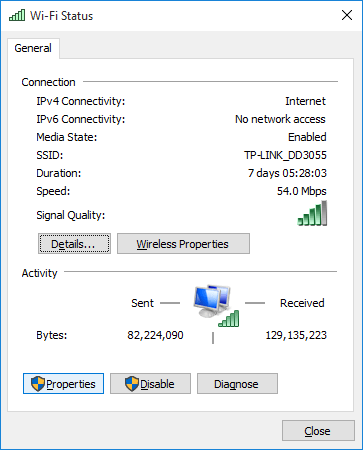 Wi-Fi Status
General
Connection
IPv4 Connectivity: Internet
IPv6 Connectivity: No network access
Media State: Enabled
SSID: TP-LINK_DD3055
Duration: 7 days 05:28:03
Speed: 54.0 Mbps
Signal Quality:
Details... Wireless Properties
Activity
Sent Received
Bytes: 82,224,090 129,135,223
Properties Disable Diagnose
Close